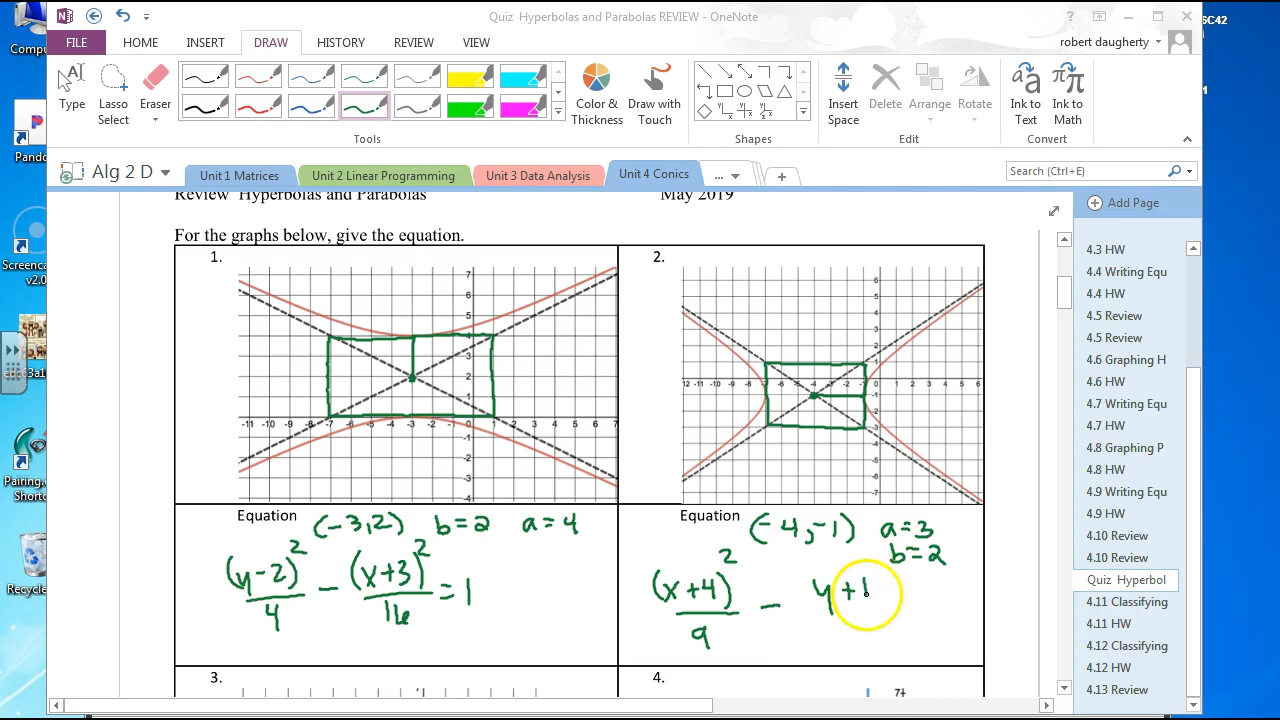 Quiz Hyperbolas and Parabolas REVIEW - OneNote
FILE HOME INSERT DRAW HISTORY REVIEW VIEW
robert daugherty
Type Lasso Select Eraser Color & Thickness Draw with Touch Insert Space Delete Arrange Rotate Ink to Text Ink to Math
Tools Shapes Edit Convert
Alg 2 D Unit 1 Matrices Unit 2 Linear Programming Unit 3 Data Analysis Unit 4 Conics ... +
Search (Ctrl+E)
Add Page
4.3 HW
4.4 Writing Equ
4.4 HW
4.5 Review
4.5 Review
4.6 Graphing H
4.6 HW
4.7 Writing Equ
4.7 HW
4.8 Graphing P
4.8 HW
4.9 Writing Equ
4.9 HW
4.10 Review
4.10 Review
Quiz Hyperbol
4.11 Classifying
4.11 HW
4.12 Classifying
4.12 HW
4.13 Review
Review Hyperbolas and Parabolas May 2019
For the graphs below, give the equation.
1.
2.
Equation (-3,2) b=2 a=4
(y-2)²/4 - (x+3)²/16 = 1
Equation (-4,-1) a=3
b=2
(x+4)²/9 - y+1
3.
4.